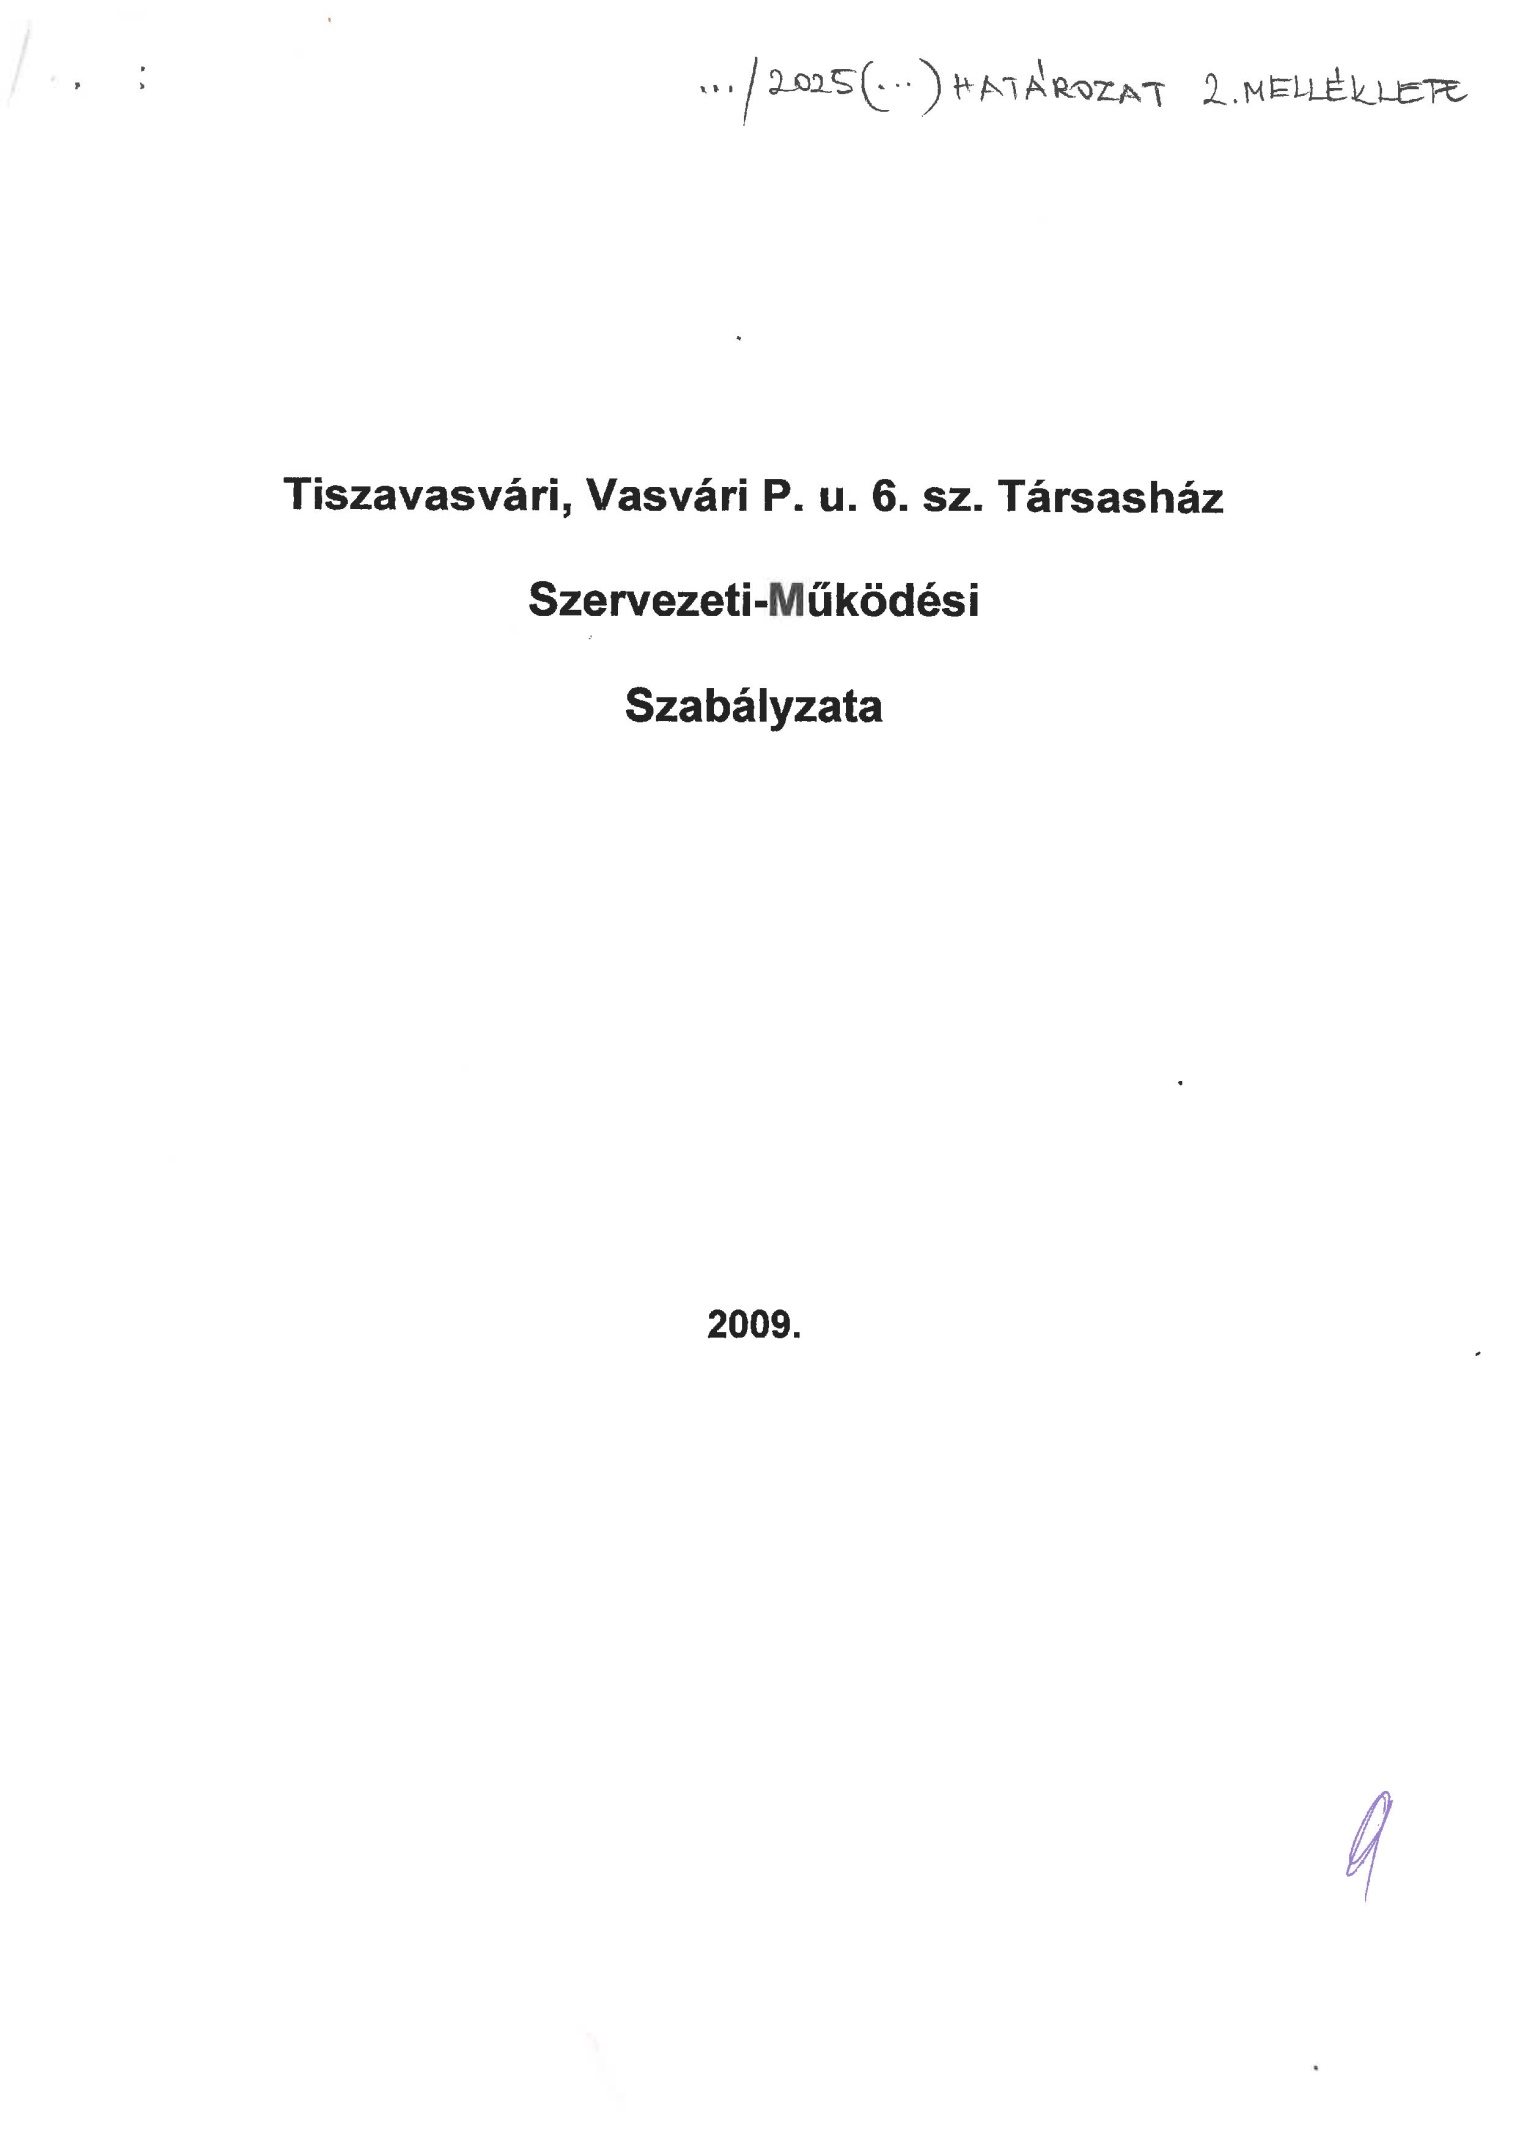 .../2025(...) HATÁROZAT 2. MELLÉKLETE
Tiszavasvári, Vasvári P. u. 6. sz. Társasház
Szervezeti-Működési
Szabályzata
2009.